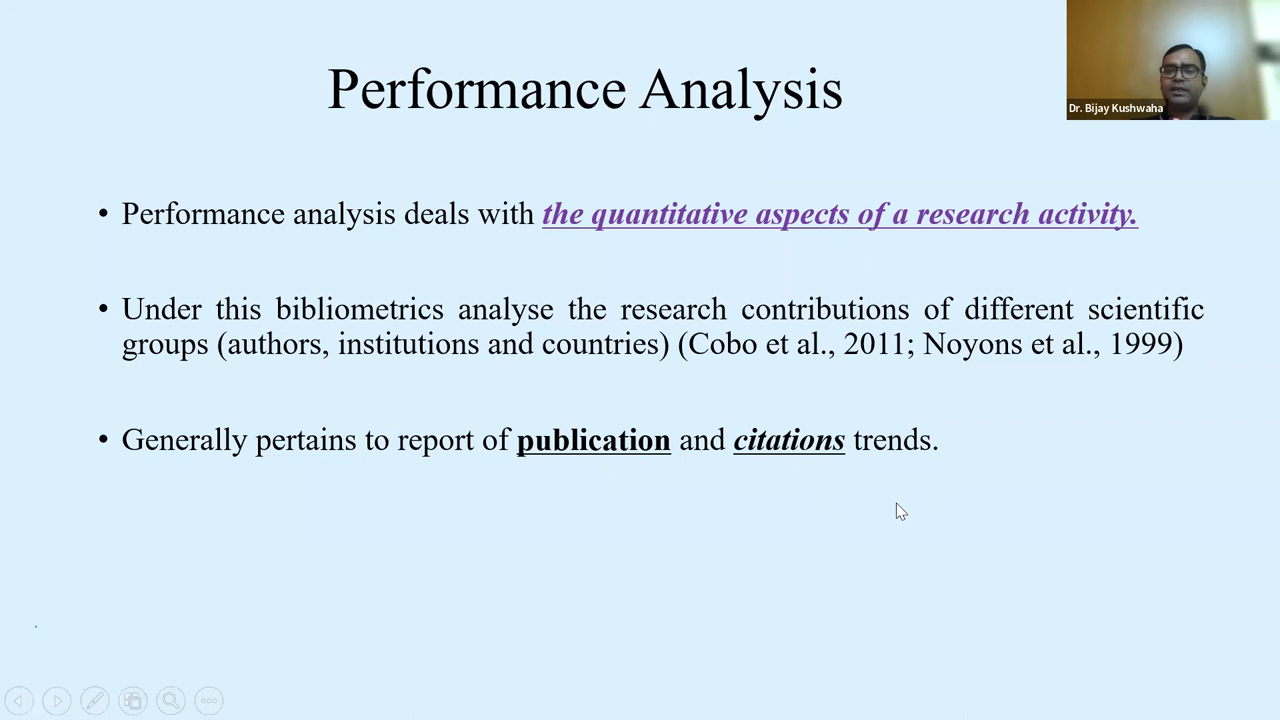 Performance Analysis
Dr. Bijay Kushwaha
• Performance analysis deals with the quantitative aspects of a research activity.
• Under this bibliometrics analyse the research contributions of different scientific
groups (authors, institutions and countries) (Cobo et al., 2011; Noyons et al., 1999)
• Generally pertains to report of publication and citations trends.